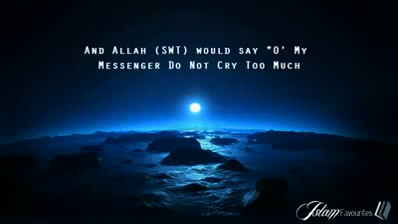 And Allah (SWT) would say "O' My
Messenger Do Not Cry Too Much
Islam Favourites